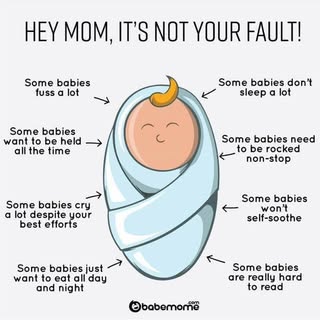 HEY MOM, IT'S NOT YOUR FAULT!
Some babies
fuss a lot
Some babies don't
sleep a lot
Some babies
want to be held
all the time
Some babies need
to be rocked
non-stop
Some babies cry
a lot despite your
best efforts
Some babies
won't
self-soothe
Some babies just
want to eat all day
and night
Some babies
are really hard
to read
babemome.com